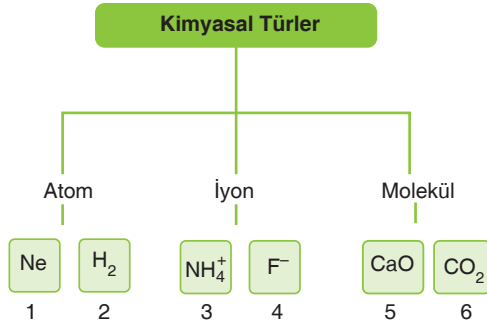 Kimyasal Türler
Atom İyon Molekül
Ne H₂ NH₄⁺ F⁻ CaO CO₂
1 2 3 4 5 6